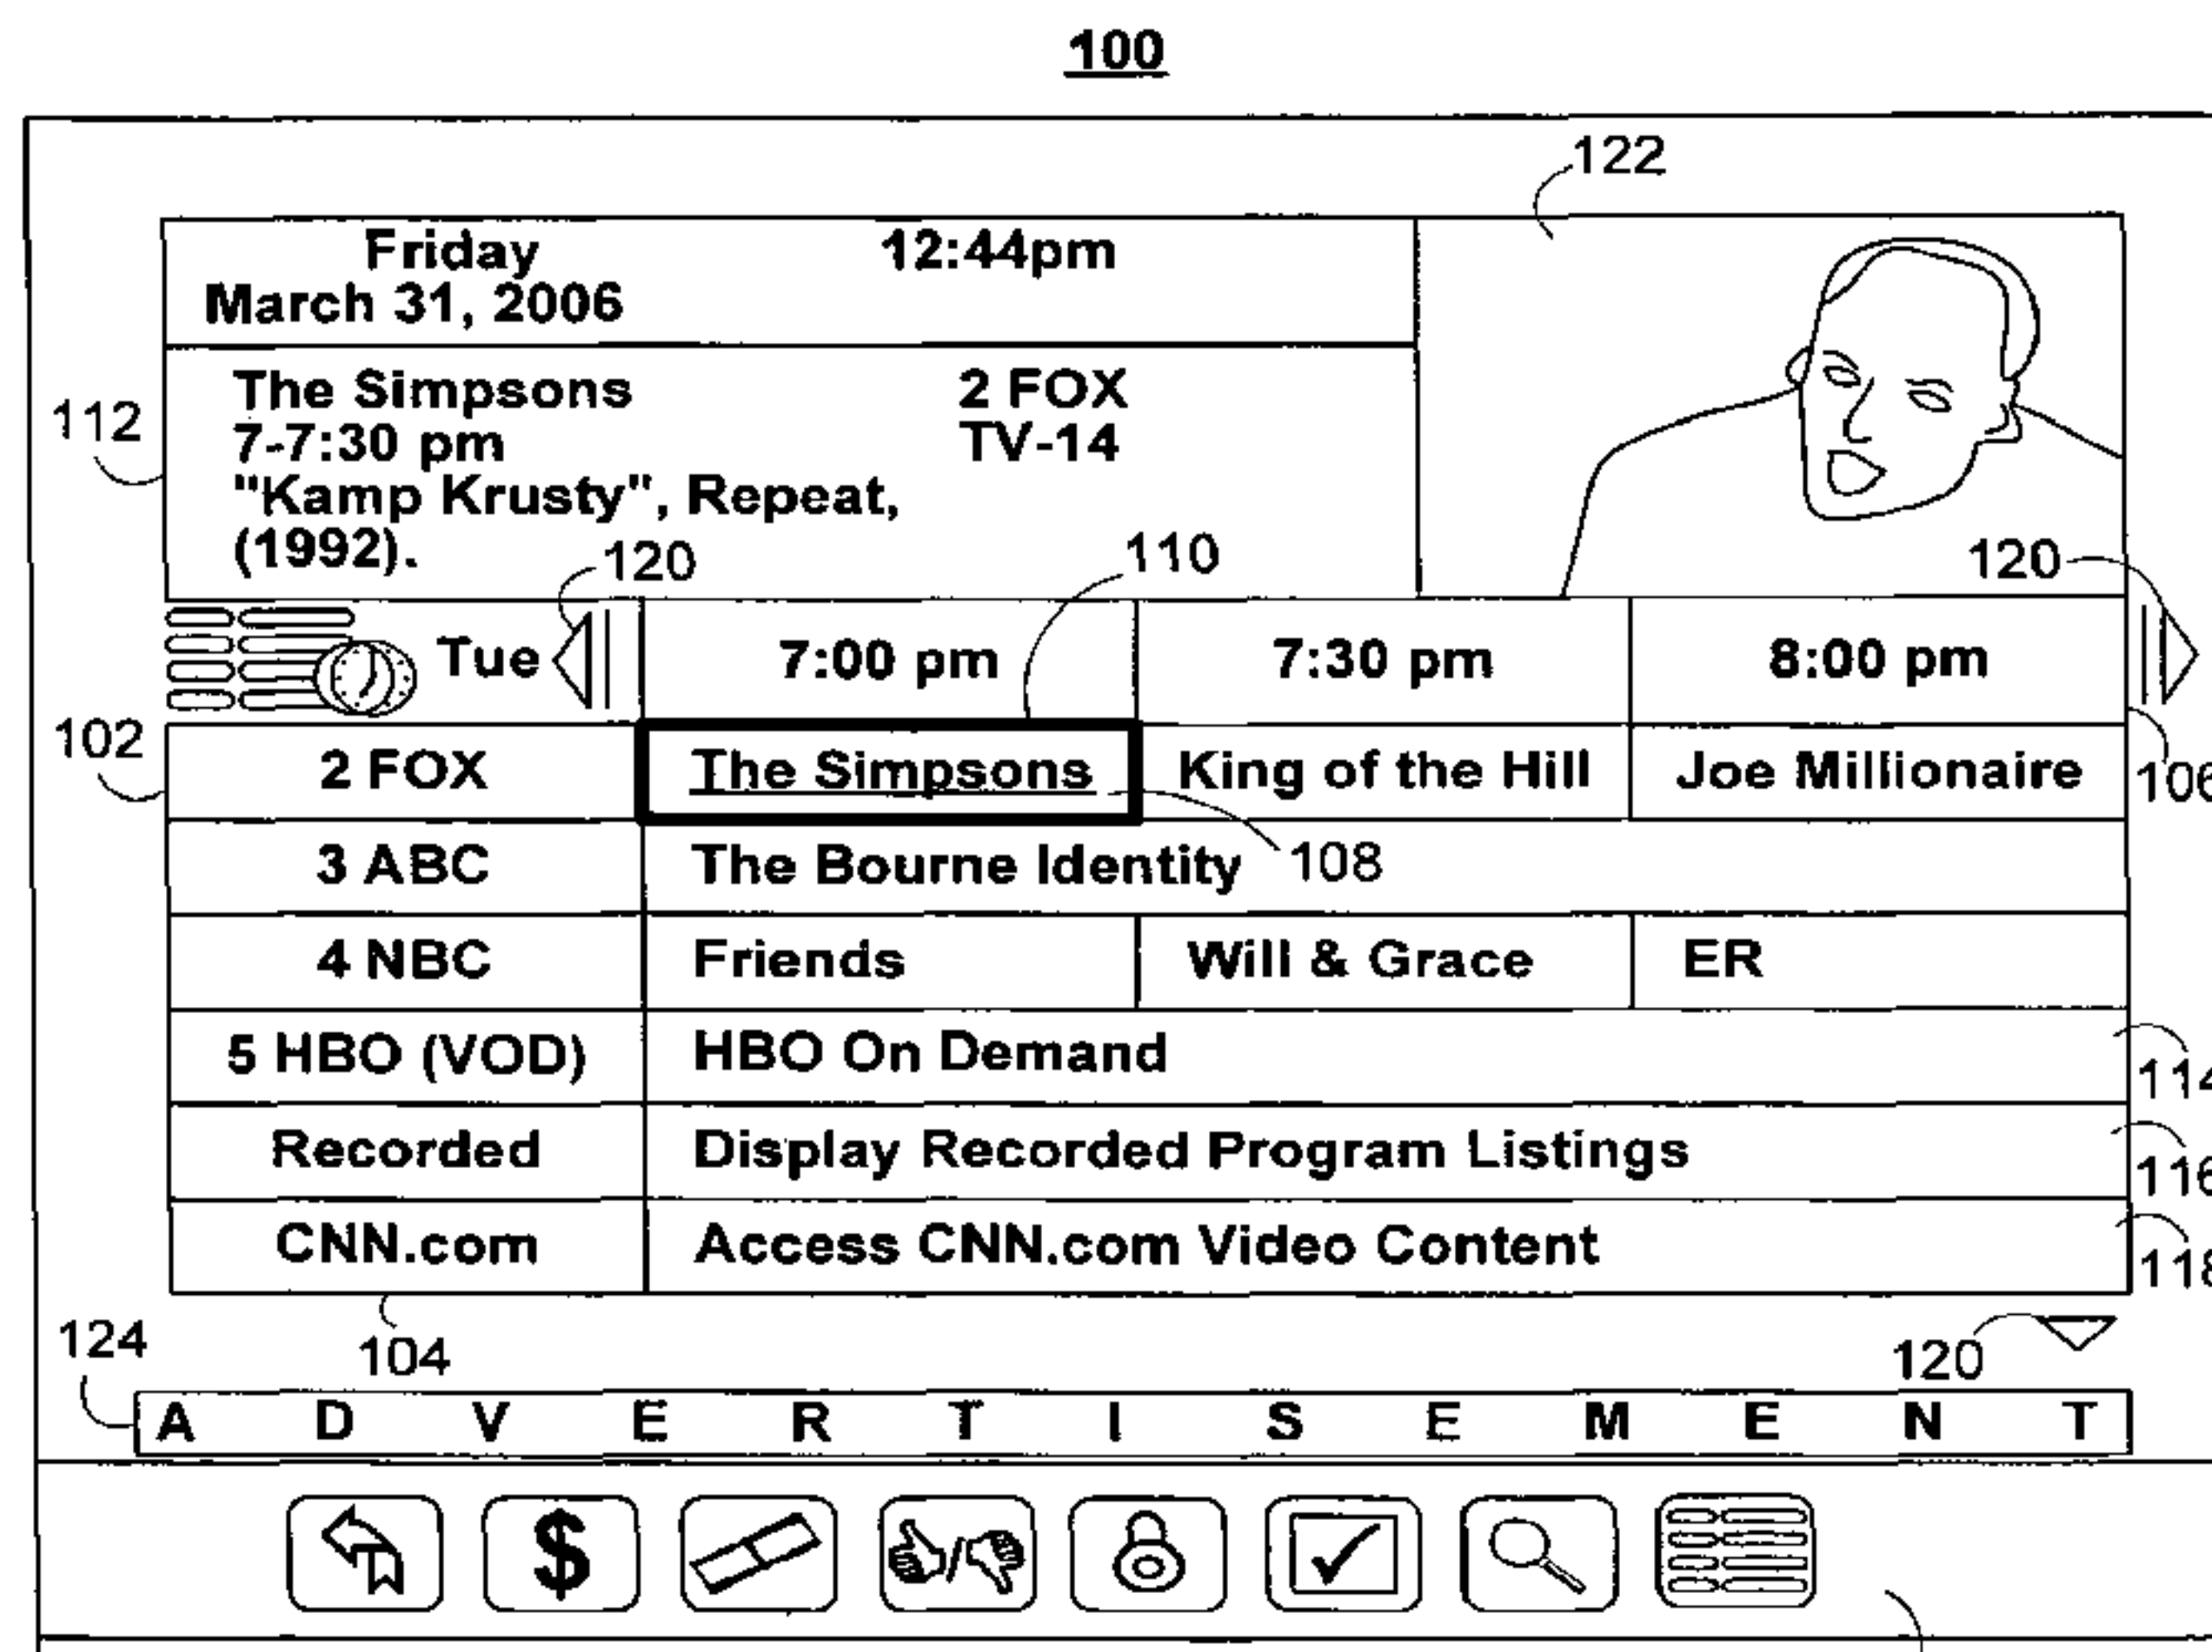 100
122
Friday 12:44pm
March 31, 2006
112
The Simpsons 2 FOX
7-7:30 pm TV-14
"Kamp Krusty", Repeat,
(1992).
120 110 120
Tue 7:00 pm 7:30 pm 8:00 pm
102
2 FOX The Simpsons King of the Hill Joe Millionaire
106
3 ABC The Bourne Identity 108
4 NBC Friends Will & Grace ER
5 HBO (VOD) HBO On Demand
114
Recorded Display Recorded Program Listings
116
CNN.com Access CNN.com Video Content
118
124 104 120
A D V E R T I S E M E N T
$